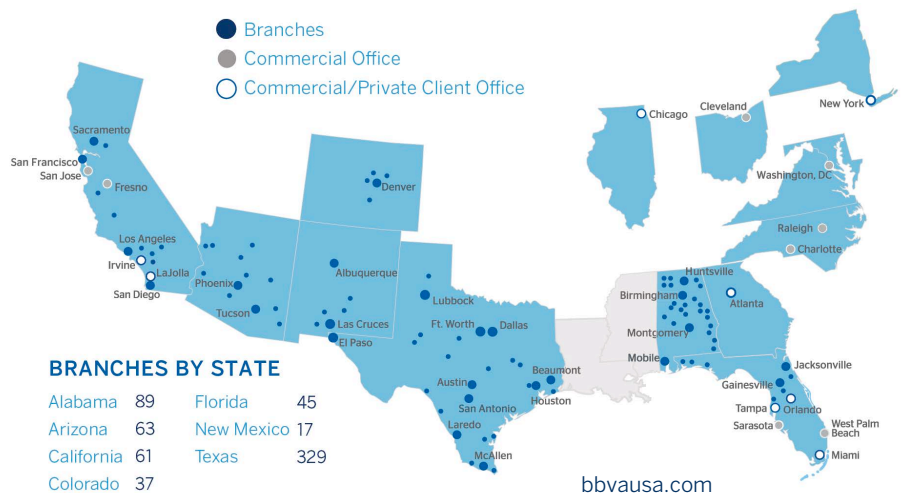 Branches
Commercial Office
Commercial/Private Client Office
Sacramento
San Francisco
San Jose
Fresno
Los Angeles
Irvine
LaJolla
San Diego
Phoenix
Tucson
Denver
Albuquerque
Las Cruces
El Paso
Lubbock
Ft. Worth
Dallas
Austin
San Antonio
Beaumont
Houston
Laredo
McAllen
Chicago
Cleveland
New York
Washington, DC
Raleigh
Charlotte
Huntsville
Birmingham
Atlanta
Montgomery
Mobile
Jacksonville
Gainesville
Tampa
Orlando
Sarasota
West Palm
Beach
Miami
BRANCHES BY STATE
Alabama 89 Florida 45
Arizona 63 New Mexico 17
California 61 Texas 329
Colorado 37
bbvausa.com